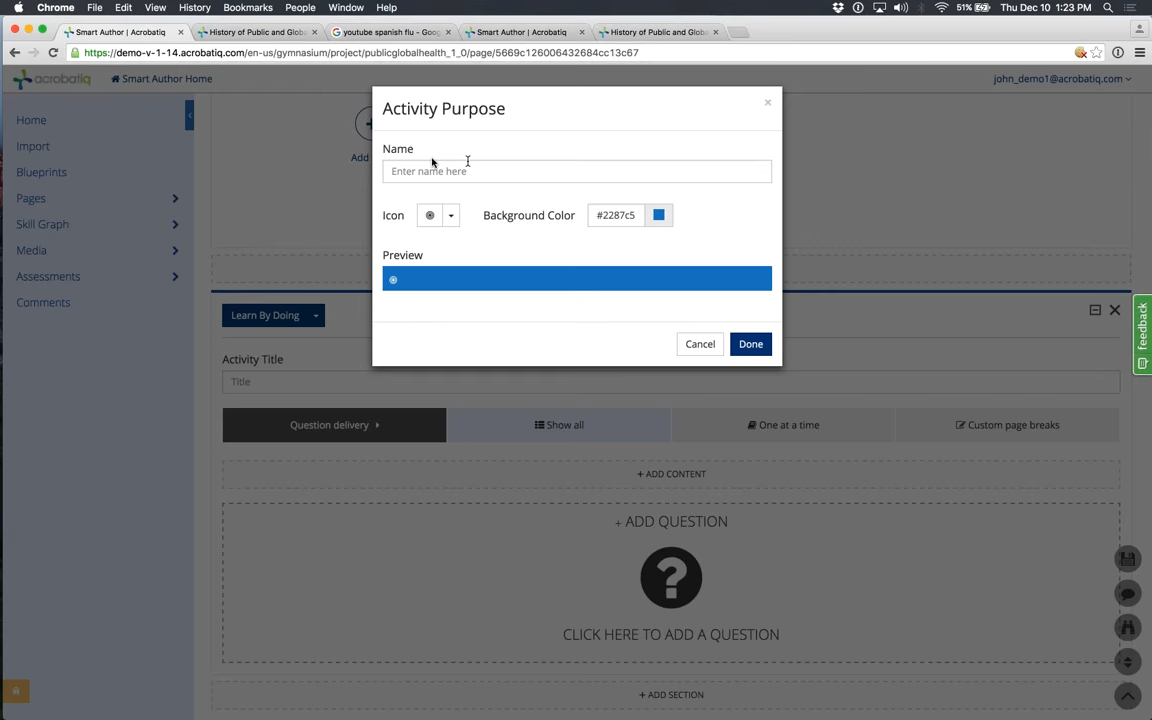 Chrome File Edit View History Bookmarks People Window Help 51% Thu Dec 10 1:23 PM
Smart Author | Acrobatiq History of Public and Globa youtube spanish flu - Goo Smart Author | Acrobatiq History of Public and Globa
https://demo-v-1-14.acrobatiq.com/en-us/gymnasium/project/publicglobalhealth_1_0/page/5669c126006432684cc13c67
acrobatiq Smart Author Home john_demo1@acrobatiq.com
Home
Import
Blueprints
Pages
Skill Graph
Media
Assessments
Comments
Add
Activity Purpose
Name
Enter name here
Icon Background Color #2287c5
Preview
Cancel Done
feedback
Learn By Doing
Activity Title
Title
Question delivery Show all One at a time Custom page breaks
+ ADD CONTENT
+ ADD QUESTION
?
CLICK HERE TO ADD A QUESTION
+ ADD SECTION